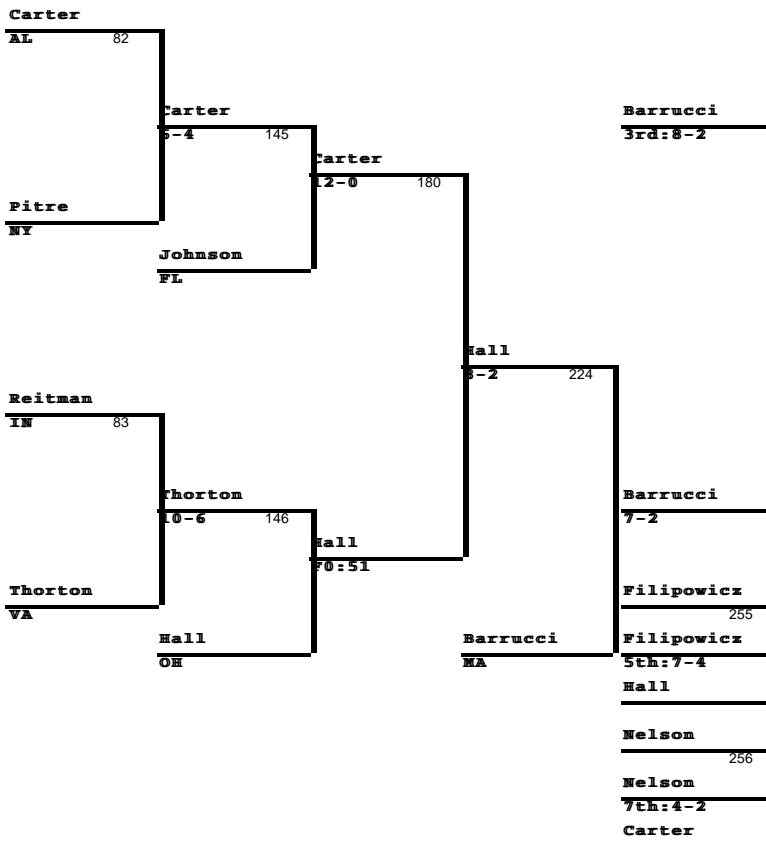 Carter
AL 82
Carter
6-4 145
Barrucci
3rd:8-2
Carter
12-0 180
Pitre
NY
Johnson
FL
Hall
8-2 224
Reitman
IN 83
Thorton
10-6 146
Barrucci
7-2
Hall
F0:51
Thorton
VA
Filipowicz
255
Hall
OH
Barrucci
MA
Filipowicz
5th:7-4
Hall
Nelson
256
Nelson
7th:4-2
Carter